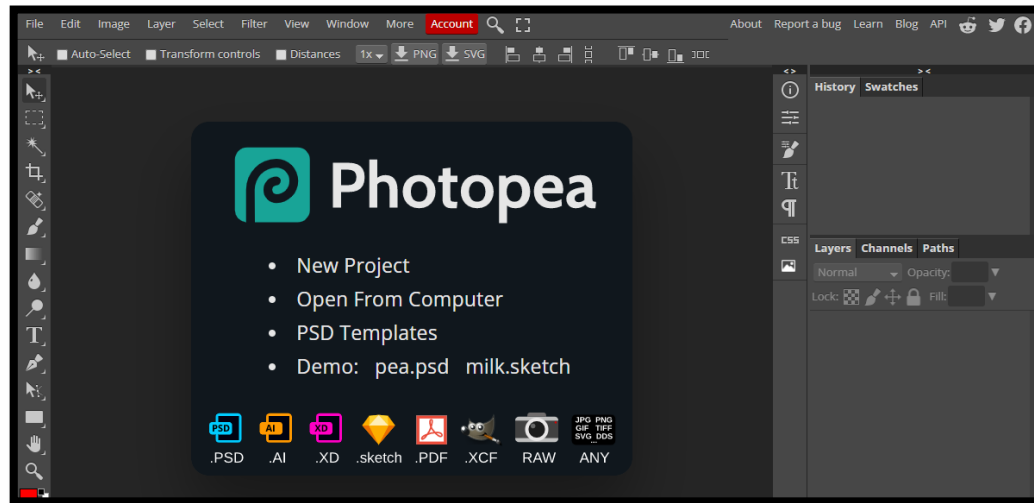 File Edit Image Layer Select Filter View Window More Account About Report a bug Learn Blog API
Auto-Select Transform controls Distances 1x PNG SVG
> <
< >
> <
History Swatches
Photopea
New Project
Open From Computer
PSD Templates
Demo: pea.psd milk.sketch
PSD AI XD JPG PNG
GIF TIFF
SVG DDS
...
.PSD .AI .XD .sketch .PDF .XCF RAW ANY
CSS
Layers Channels Paths
Normal Opacity:
Lock: Fill: